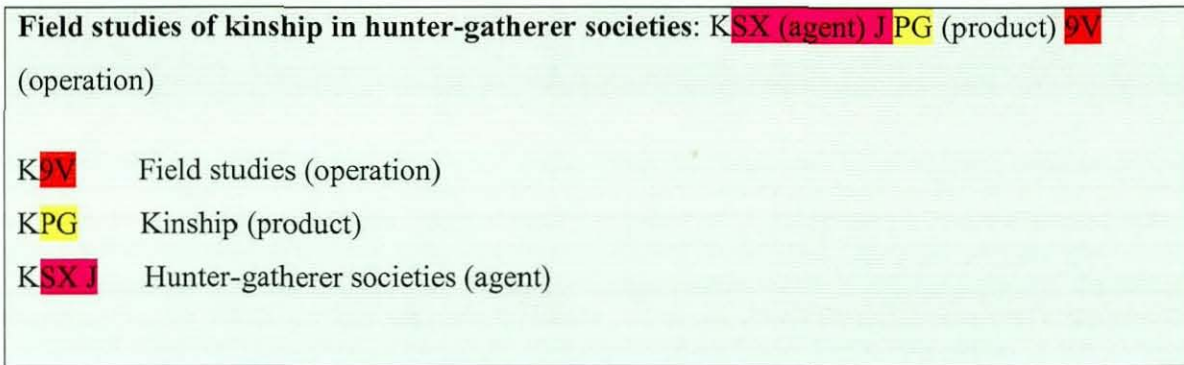 Field studies of kinship in hunter-gatherer societies: KSX (agent) J PG (product) 9V
(operation)
K9V Field studies (operation)
KPG Kinship (product)
KSX J Hunter-gatherer societies (agent)